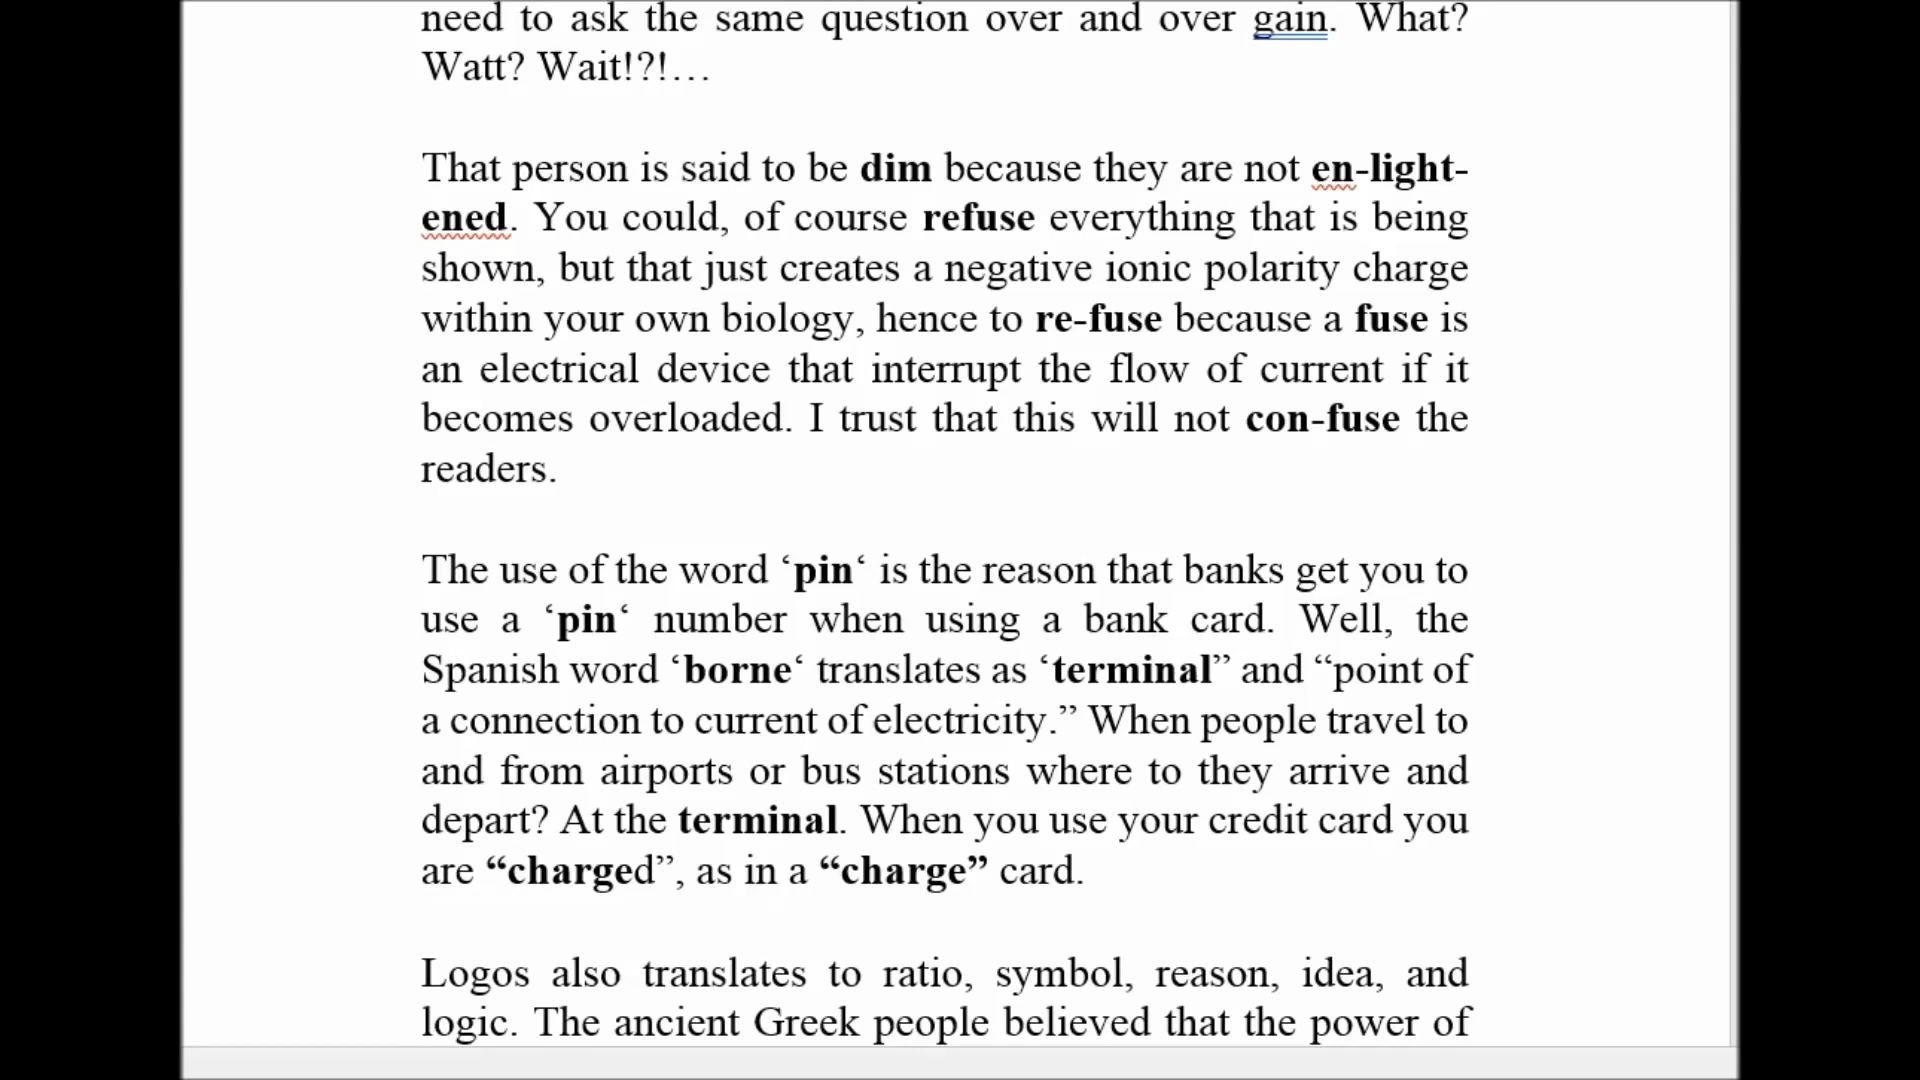 need to ask the same question over and over gain. What?
Watt? Wait!?!…
That person is said to be dim because they are not en-light-
ened. You could, of course refuse everything that is being
shown, but that just creates a negative ionic polarity charge
within your own biology, hence to re-fuse because a fuse is
an electrical device that interrupt the flow of current if it
becomes overloaded. I trust that this will not con-fuse the
readers.
The use of the word ‘pin‘ is the reason that banks get you to
use a ‘pin‘ number when using a bank card. Well, the
Spanish word ‘borne‘ translates as ‘terminal” and “point of
a connection to current of electricity.” When people travel to
and from airports or bus stations where to they arrive and
depart? At the terminal. When you use your credit card you
are “charged”, as in a “charge” card.
Logos also translates to ratio, symbol, reason, idea, and
logic. The ancient Greek people believed that the power of